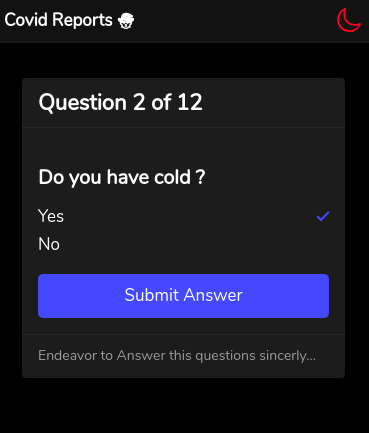 Covid Reports
Question 2 of 12
Do you have cold ?
Yes
No
Submit Answer
Endeavor to Answer this questions sincerly...